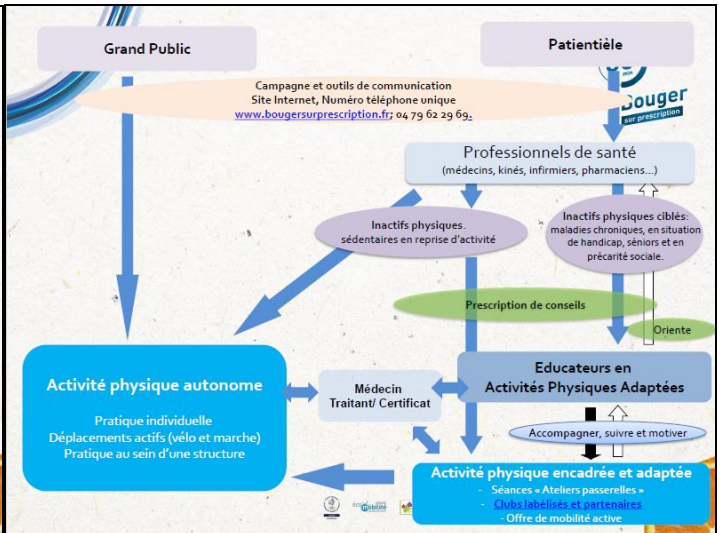 Grand Public
Patientièle
min
Bouger
sur prescription
Campagne et outils de communication
Site Internet, Numéro téléphone unique
www.bougersurprescription.fr; 04 79 62 29 69.
Professionnels de santé
(médecins, kinés, infirmiers, pharmaciens...)
Inactifs physiques.
sédentaires en reprise d'activité
Inactifs physiques ciblés:
maladies chroniques, en situation
de handicap, séniors et en
précarité sociale.
Prescription de conseils
Oriente
Activité physique autonome
Pratique individuelle
Déplacements actifs (vélo et marche)
Pratique au sein d'une structure
Médecin
Traitant/ Certificat
Educateurs en
Activités Physiques Adaptées
Accompagner, suivre et motiver
Activité physique encadrée et adaptée
- Séances « Ateliers passerelles »
- Clubs labélisés et partenaires
- Offre de mobilité active